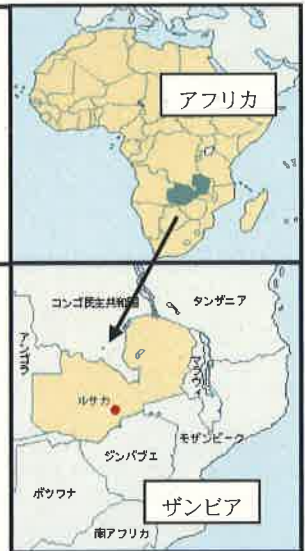 アフリカ
コンゴ民主共和国
タンザニア
アンゴラ
マラウィ
ルサカ
モザンビーク
ジンバブエ
ボツワナ
ザンビア
南アフリカ